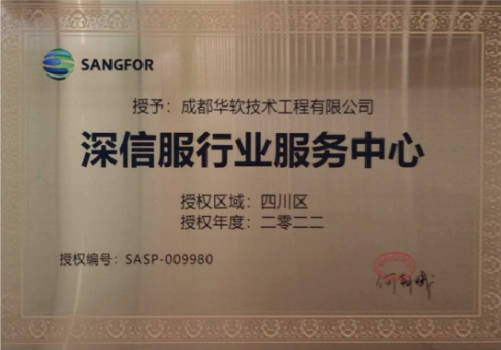 SANGFOR
授予：成都华软技术工程有限公司
深信服行业服务中心
授权区域：四川区
授权年度：二零二二
授权编号：SASP-009980